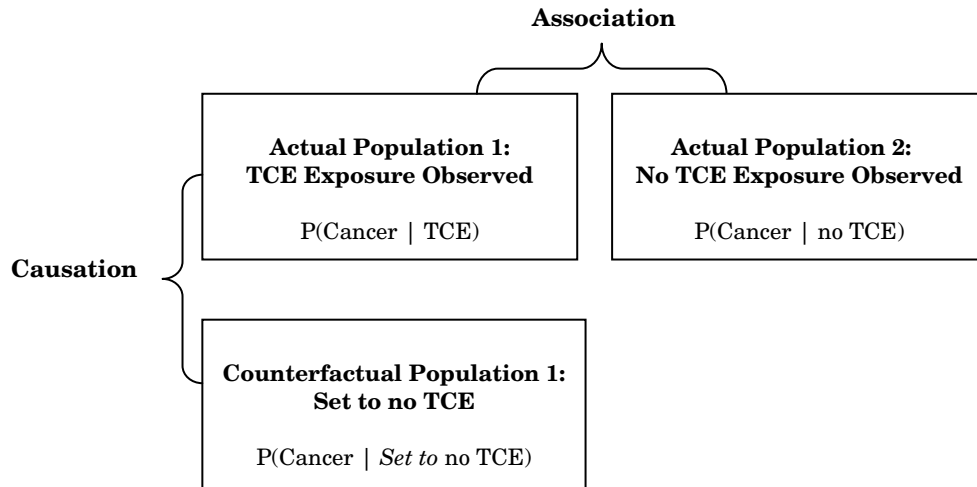 Association
Actual Population 1:
TCE Exposure Observed
P(Cancer | TCE)
Actual Population 2:
No TCE Exposure Observed
P(Cancer | no TCE)
Causation
Counterfactual Population 1:
Set to no TCE
P(Cancer | Set to no TCE)